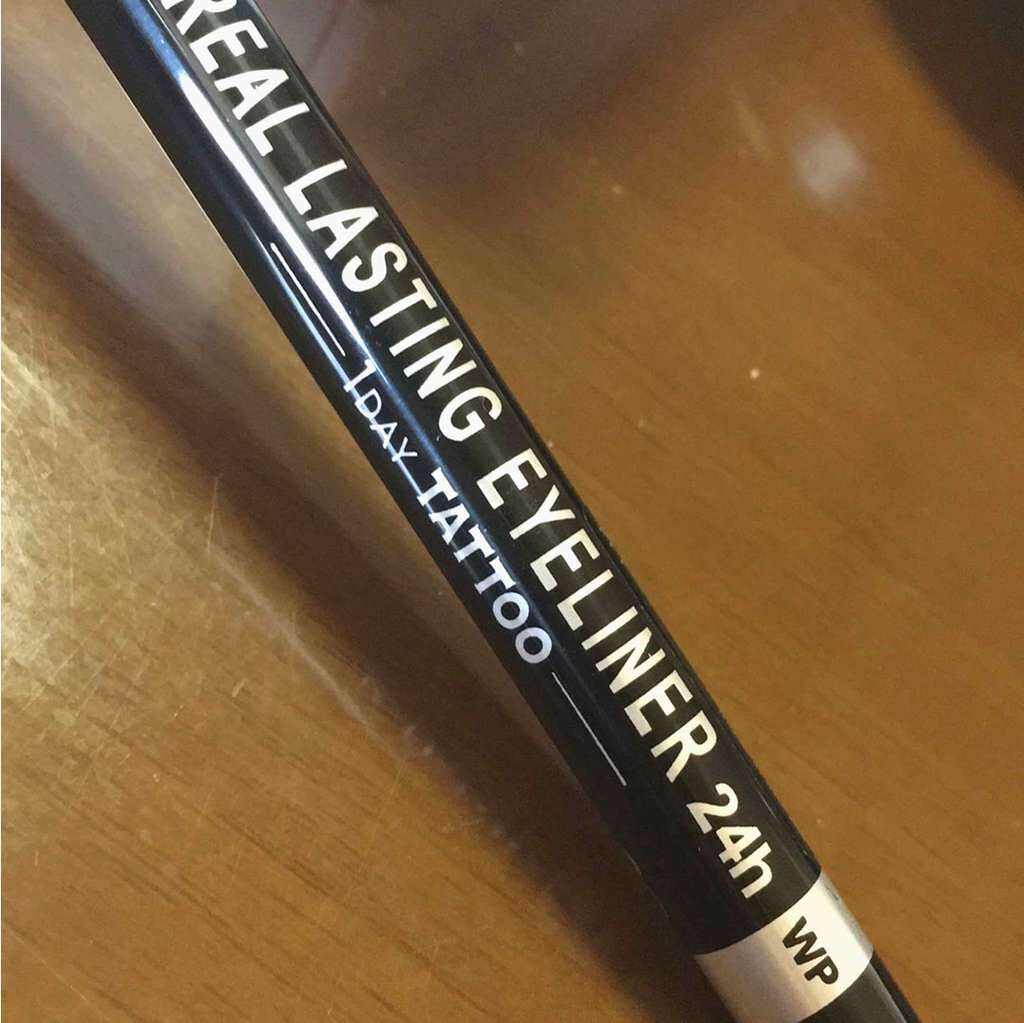 REAL LASTING EYELINER 24h WP
1DAY TATTOO